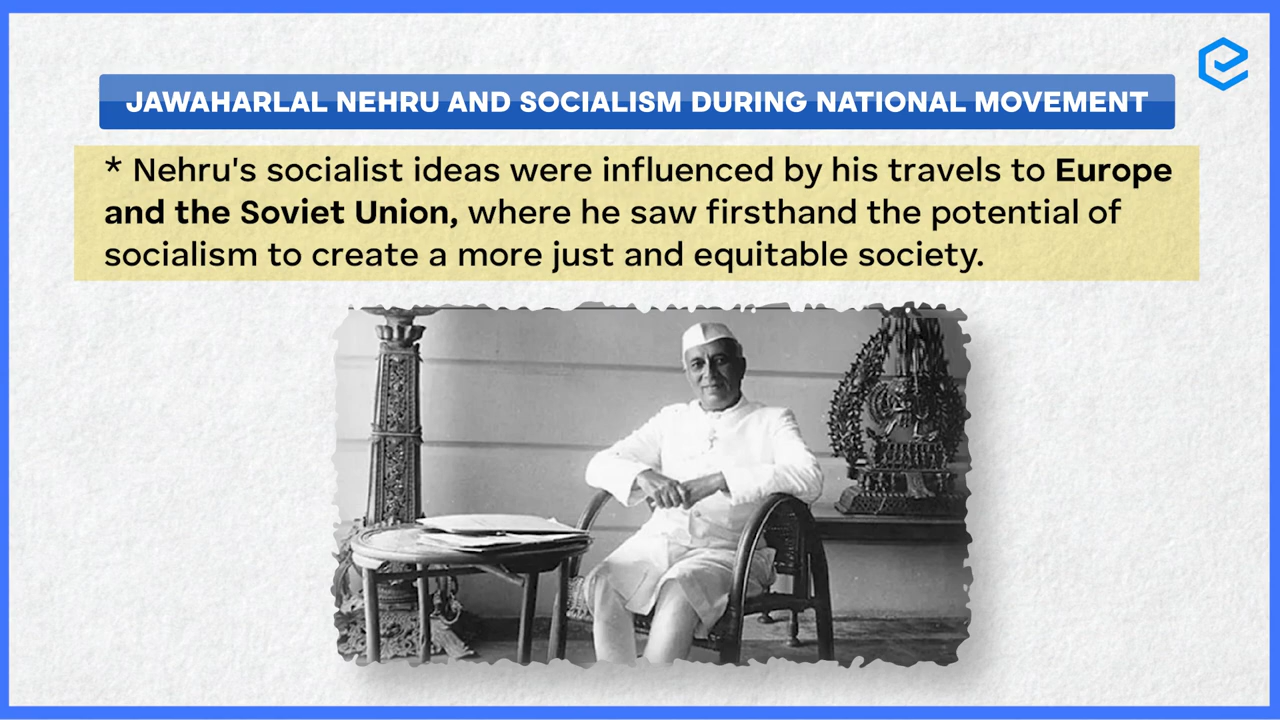 JAWAHARLAL NEHRU AND SOCIALISM DURING NATIONAL MOVEMENT
* Nehru's socialist ideas were influenced by his travels to Europe
and the Soviet Union, where he saw firsthand the potential of
socialism to create a more just and equitable society.